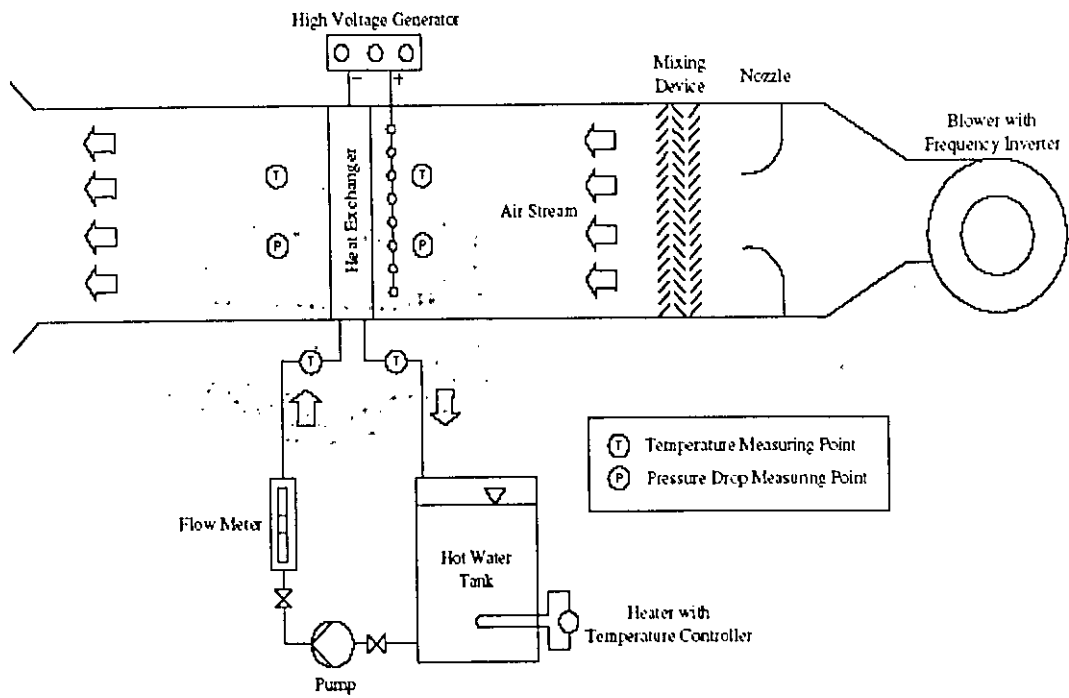 High Voltage Generator
−
+
Mixing
Device
Nozzle
Blower with
Frequency Inverter
T
T
Heat Exchanger
Air Stream
P
P
T
T
T Temperature Measuring Point
P Pressure Drop Measuring Point
Flow Meter
Hot Water
Tank
Heater with
Temperature Controller
Pump